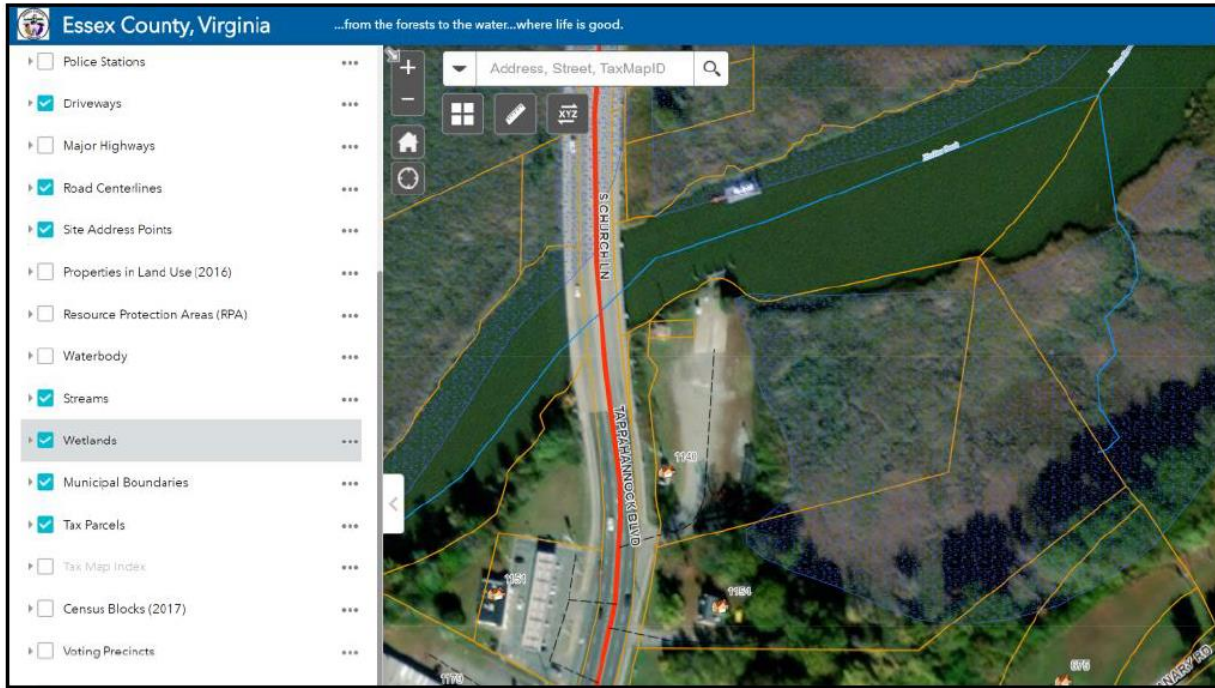 Essex County, Virginia
...from the forests to the water...where life is good.
Police Stations
Driveways
Major Highways
Road Centerlines
Site Address Points
Properties in Land Use (2016)
Resource Protection Areas (RPA)
Waterbody
Streams
Wetlands
Municipal Boundaries
Tax Parcels
Tax Map Index
Census Blocks (2017)
Voting Precincts
Address, Street, TaxMapID
XYZ
S CHURCH LN
TAPPAHANNOCK BLVD
1151
1154
675